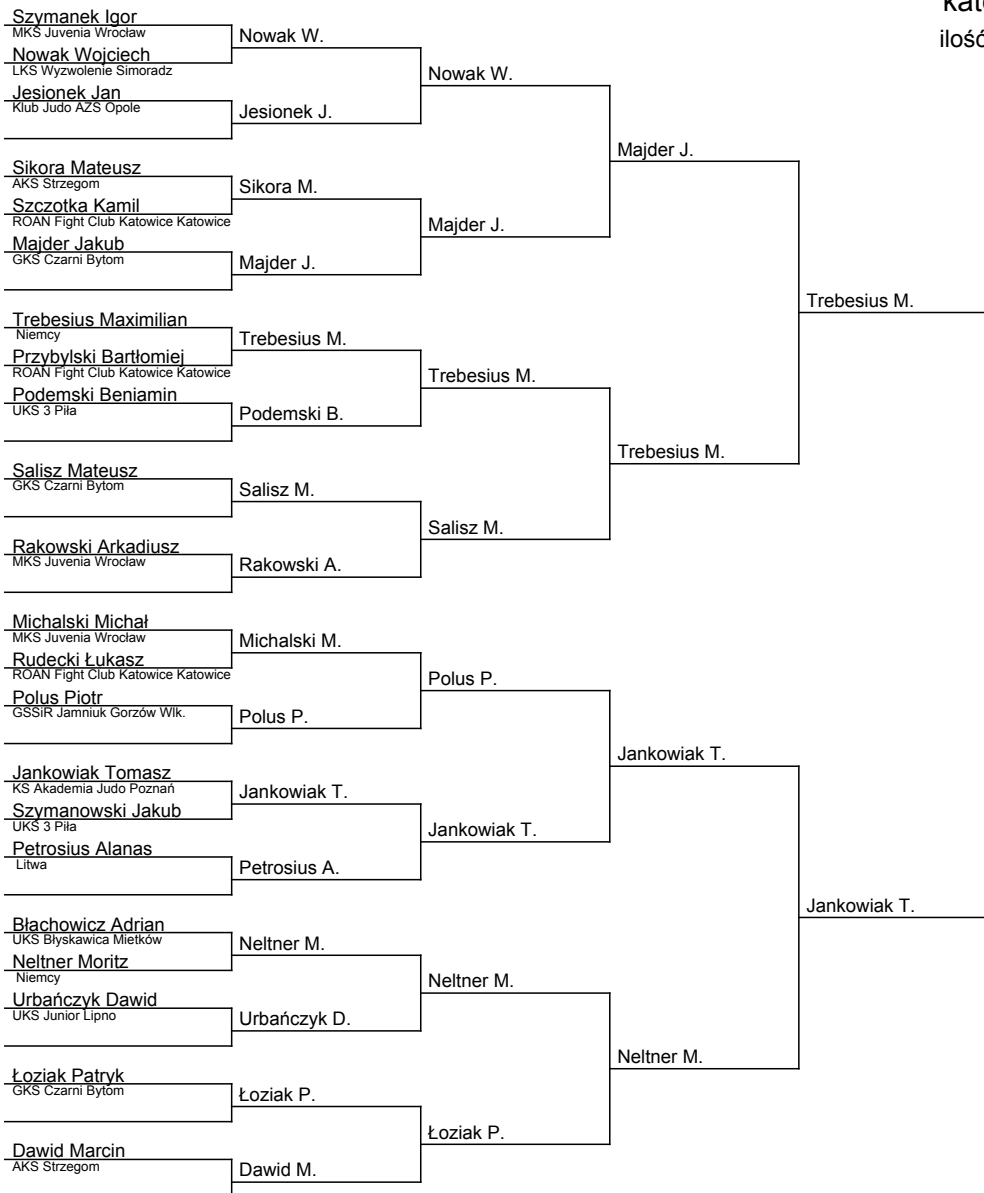 kat
ilość
Szymanek Igor
MKS Juvenia Wrocław
Nowak Wojciech
LKS Wyzwolenie Simoradz
Jesionek Jan
Klub Judo AZS Opole
Sikora Mateusz
AKS Strzegom
Szczotka Kamil
ROAN Fight Club Katowice Katowice
Majder Jakub
GKS Czarni Bytom
Trebesius Maximilian
Niemcy
Przybylski Bartłomiej
ROAN Fight Club Katowice Katowice
Podemski Beniamin
UKS 3 Piła
Salisz Mateusz
GKS Czarni Bytom
Rakowski Arkadiusz
MKS Juvenia Wrocław
Michalski Michał
MKS Juvenia Wrocław
Rudecki Łukasz
ROAN Fight Club Katowice Katowice
Polus Piotr
GSSiR Jamniuk Gorzów Wlk.
Jankowiak Tomasz
KS Akademia Judo Poznań
Szymanowski Jakub
UKS 3 Piła
Petrosius Alanas
Litwa
Błachowicz Adrian
UKS Błyskawica Mietków
Neltner Moritz
Niemcy
Urbańczyk Dawid
UKS Junior Lipno
Łoziak Patryk
GKS Czarni Bytom
Dawid Marcin
AKS Strzegom
Nowak W.
Jesionek J.
Sikora M.
Majder J.
Trebesius M.
Podemski B.
Salisz M.
Rakowski A.
Michalski M.
Polus P.
Jankowiak T.
Petrosius A.
Neltner M.
Urbańczyk D.
Łoziak P.
Dawid M.
Nowak W.
Majder J.
Trebesius M.
Salisz M.
Polus P.
Jankowiak T.
Neltner M.
Łoziak P.
Majder J.
Trebesius M.
Jankowiak T.
Neltner M.
Trebesius M.
Jankowiak T.